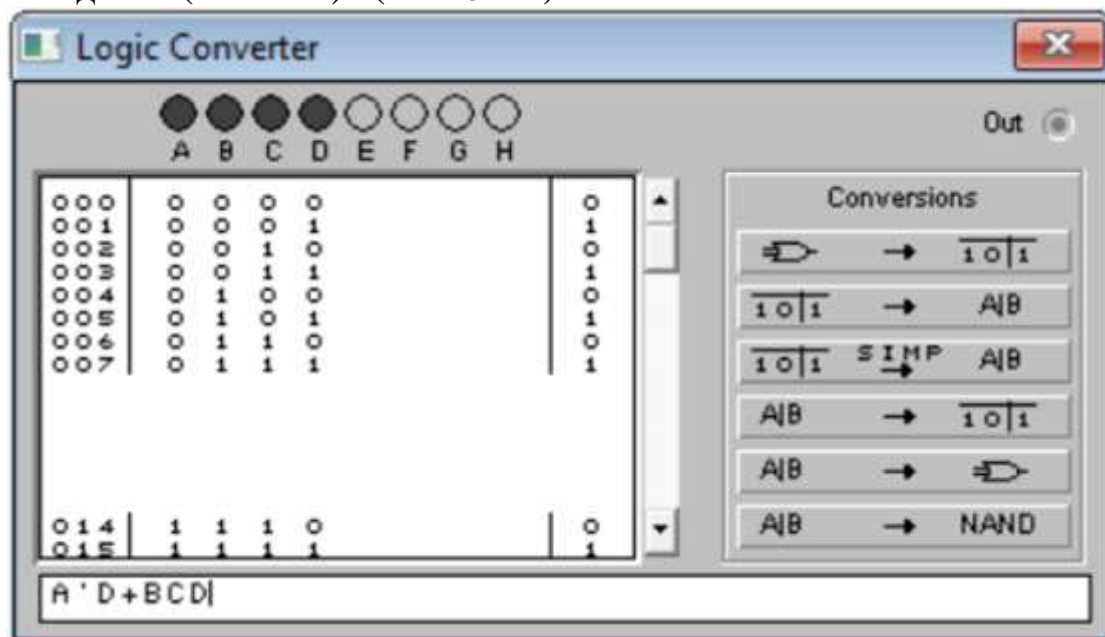 Logic Converter
A B C D E F G H
Out
000 0 0 0 0 0
001 0 0 0 1 1
002 0 0 1 0 0
003 0 0 1 1 1
004 0 1 0 0 0
005 0 1 0 1 1
006 0 1 1 0 0
007 0 1 1 1 1
014 1 1 1 0 0
015 1 1 1 1 1
Conversions
→ 1 0|1
1 0|1 → A|B
1 0|1 SIMP → A|B
A|B → 1 0|1
A|B →
A|B → NAND
A'D+BCD